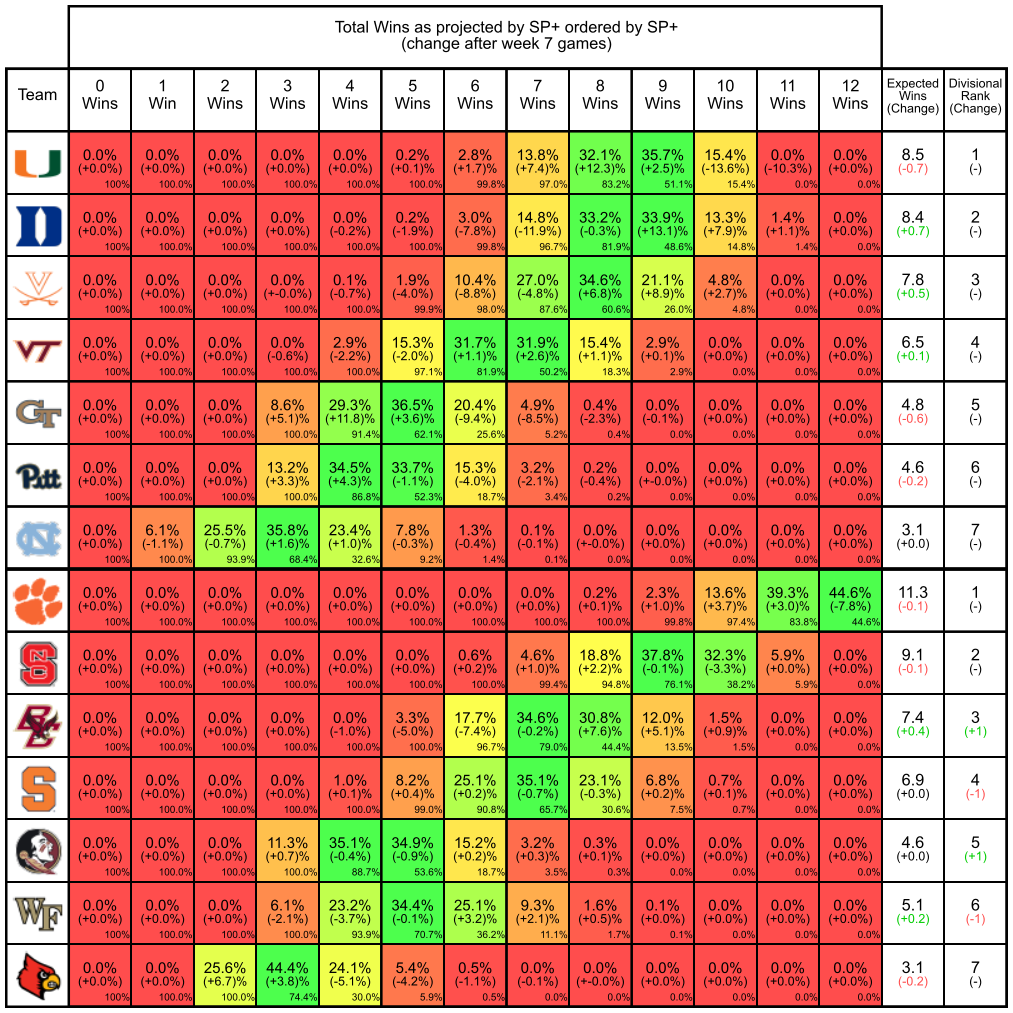 Total Wins as projected by SP+ ordered by SP+
(change after week 7 games)
Team 0 Wins 1 Win 2 Wins 3 Wins 4 Wins 5 Wins 6 Wins 7 Wins 8 Wins 9 Wins 10 Wins 11 Wins 12 Wins Expected Wins (Change) Divisional Rank (Change)
U 0.0% 0.0% 0.0% 0.0% 0.0% 0.2% 2.8% 13.8% 32.1% 35.7% 15.4% 0.0% 0.0% 8.5 1
(+0.0%) (+0.0%) (+0.0%) (+0.0%) (+0.0%) (+0.1)% (+1.7)% (+7.4)% (+12.3)% (+2.5)% (-13.6%) (-10.3%) (+0.0%) (-0.7) (-)
100% 100.0% 100.0% 100.0% 100.0% 100.0% 99.8% 97.0% 83.2% 51.1% 15.4% 0.0% 0.0%
D 0.0% 0.0% 0.0% 0.0% 0.0% 0.2% 3.0% 14.8% 33.2% 33.9% 13.3% 1.4% 0.0% 8.4 2
(+0.0%) (+0.0%) (+0.0%) (+0.0%) (-0.2%) (-1.9%) (-7.8%) (-11.9%) (-0.3%) (+13.1)% (+7.9)% (+1.1)% (+0.0%) (+0.7) (-)
100% 100.0% 100.0% 100.0% 100.0% 100.0% 99.8% 96.7% 81.9% 48.6% 14.8% 1.4% 0.0%
V 0.0% 0.0% 0.0% 0.0% 0.1% 1.9% 10.4% 27.0% 34.6% 21.1% 4.8% 0.0% 0.0% 7.8 3
(+0.0%) (+0.0%) (+0.0%) (+-0.0%) (-0.7%) (-4.0%) (-8.8%) (-4.8%) (+6.8)% (+8.9)% (+2.7)% (+0.0%) (+0.0%) (+0.5) (-)
100% 100.0% 100.0% 100.0% 100.0% 99.9% 98.0% 87.6% 60.6% 26.0% 4.8% 0.0% 0.0%
VT 0.0% 0.0% 0.0% 0.0% 2.9% 15.3% 31.7% 31.9% 15.4% 2.9% 0.0% 0.0% 0.0% 6.5 4
(+0.0%) (+0.0%) (+0.0%) (-0.6%) (-2.2%) (-2.0%) (+1.1)% (+2.6)% (+1.1)% (+0.1)% (+0.0%) (+0.0%) (+0.0%) (+0.1) (-)
100% 100.0% 100.0% 100.0% 100.0% 97.1% 81.9% 50.2% 18.3% 2.9% 0.0% 0.0% 0.0%
GT 0.0% 0.0% 0.0% 8.6% 29.3% 36.5% 20.4% 4.9% 0.4% 0.0% 0.0% 0.0% 0.0% 4.8 5
(+0.0%) (+0.0%) (+0.0%) (+5.1)% (+11.8)% (+3.6)% (-9.4%) (-8.5%) (-2.3%) (-0.1%) (+0.0%) (+0.0%) (+0.0%) (-0.6) (-)
100% 100.0% 100.0% 100.0% 91.4% 62.1% 25.6% 5.2% 0.4% 0.0% 0.0% 0.0% 0.0%
Pitt 0.0% 0.0% 0.0% 13.2% 34.5% 33.7% 15.3% 3.2% 0.2% 0.0% 0.0% 0.0% 0.0% 4.6 6
(+0.0%) (+0.0%) (+0.0%) (+3.3)% (+4.3)% (-1.1%) (-4.0%) (-2.1%) (-0.4%) (+-0.0%) (+0.0%) (+0.0%) (+0.0%) (-0.2) (-)
100% 100.0% 100.0% 100.0% 86.8% 52.3% 18.7% 3.4% 0.2% 0.0% 0.0% 0.0% 0.0%
NC 0.0% 6.1% 25.5% 35.8% 23.4% 7.8% 1.3% 0.1% 0.0% 0.0% 0.0% 0.0% 0.0% 3.1 7
(+0.0%) (-1.1%) (-0.7%) (+1.6)% (+1.0)% (-0.3%) (-0.4%) (-0.1%) (+-0.0%) (+0.0%) (+0.0%) (+0.0%) (+0.0%) (+0.0) (-)
100% 100.0% 93.9% 68.4% 32.6% 9.2% 1.4% 0.1% 0.0% 0.0% 0.0% 0.0% 0.0%
0.0% 0.0% 0.0% 0.0% 0.0% 0.0% 0.0% 0.0% 0.2% 2.3% 13.6% 39.3% 44.6% 11.3 1
(+0.0%) (+0.0%) (+0.0%) (+0.0%) (+0.0%) (+0.0%) (+0.0%) (+0.0%) (+0.1)% (+1.0)% (+3.7)% (+3.0)% (-7.8%) (-0.1) (-)
100% 100.0% 100.0% 100.0% 100.0% 100.0% 100.0% 100.0% 100.0% 99.8% 97.4% 83.8% 44.6%
NCS 0.0% 0.0% 0.0% 0.0% 0.0% 0.0% 0.6% 4.6% 18.8% 37.8% 32.3% 5.9% 0.0% 9.1 2
(+0.0%) (+0.0%) (+0.0%) (+0.0%) (+0.0%) (+0.0%) (+0.2)% (+1.0)% (+2.2)% (-0.1%) (-3.3%) (+0.0)% (+0.0%) (-0.1) (-)
100% 100.0% 100.0% 100.0% 100.0% 100.0% 100.0% 99.4% 94.8% 76.1% 38.2% 5.9% 0.0%
BC 0.0% 0.0% 0.0% 0.0% 0.0% 3.3% 17.7% 34.6% 30.8% 12.0% 1.5% 0.0% 0.0% 7.4 3
(+0.0%) (+0.0%) (+0.0%) (+0.0%) (-1.0%) (-5.0%) (-7.4%) (-0.2%) (+7.6)% (+5.1)% (+0.9)% (+0.0%) (+0.0%) (+0.4) (+1)
100% 100.0% 100.0% 100.0% 100.0% 100.0% 96.7% 79.0% 44.4% 13.5% 1.5% 0.0% 0.0%
S 0.0% 0.0% 0.0% 0.0% 1.0% 8.2% 25.1% 35.1% 23.1% 6.8% 0.7% 0.0% 0.0% 6.9 4
(+0.0%) (+0.0%) (+0.0%) (+0.0%) (+0.1)% (+0.4)% (+0.2)% (-0.7%) (-0.3%) (+0.2)% (+0.1)% (+0.0%) (+0.0%) (+0.0) (-1)
100% 100.0% 100.0% 100.0% 100.0% 99.0% 90.8% 65.7% 30.6% 7.5% 0.7% 0.0% 0.0%
0.0% 0.0% 0.0% 11.3% 35.1% 34.9% 15.2% 3.2% 0.3% 0.0% 0.0% 0.0% 0.0% 4.6 5
(+0.0%) (+0.0%) (+0.0%) (+0.7)% (-0.4%) (-0.9%) (+0.2)% (+0.3)% (+0.1)% (+0.0%) (+0.0%) (+0.0%) (+0.0%) (+0.0) (+1)
100% 100.0% 100.0% 100.0% 88.7% 53.6% 18.7% 3.5% 0.3% 0.0% 0.0% 0.0% 0.0%
WF 0.0% 0.0% 0.0% 6.1% 23.2% 34.4% 25.1% 9.3% 1.6% 0.1% 0.0% 0.0% 0.0% 5.1 6
(+0.0%) (+0.0%) (+0.0%) (-2.1%) (-3.7%) (-0.1%) (+3.2)% (+2.1)% (+0.5)% (+0.0)% (+0.0%) (+0.0%) (+0.0%) (+0.2) (-1)
100% 100.0% 100.0% 100.0% 93.9% 70.7% 36.2% 11.1% 1.7% 0.1% 0.0% 0.0% 0.0%
0.0% 0.0% 25.6% 44.4% 24.1% 5.4% 0.5% 0.0% 0.0% 0.0% 0.0% 0.0% 0.0% 3.1 7
(+0.0%) (+0.0%) (+6.7)% (+3.8)% (-5.1%) (-4.2%) (-1.1%) (-0.1%) (+-0.0%) (+0.0%) (+0.0%) (+0.0%) (+0.0%) (-0.2) (-)
100% 100.0% 100.0% 74.4% 30.0% 5.9% 0.5% 0.0% 0.0% 0.0% 0.0% 0.0% 0.0%